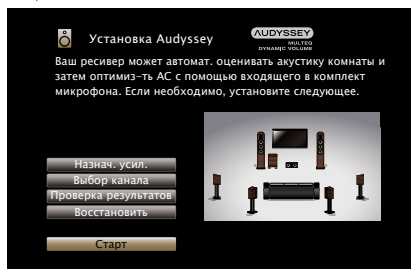 Установка Audyssey
AUDYSSEY
MULTEQ
DYNAMIC VOLUME
Ваш ресивер может автомат. оценивать акустику комнаты и
затем оптимиз-ть АС с помощью входящего в комплект
микрофона. Если необходимо, установите следующее.
Назнач. усил.
Выбор канала
Проверка результатов
Восстановить
Старт